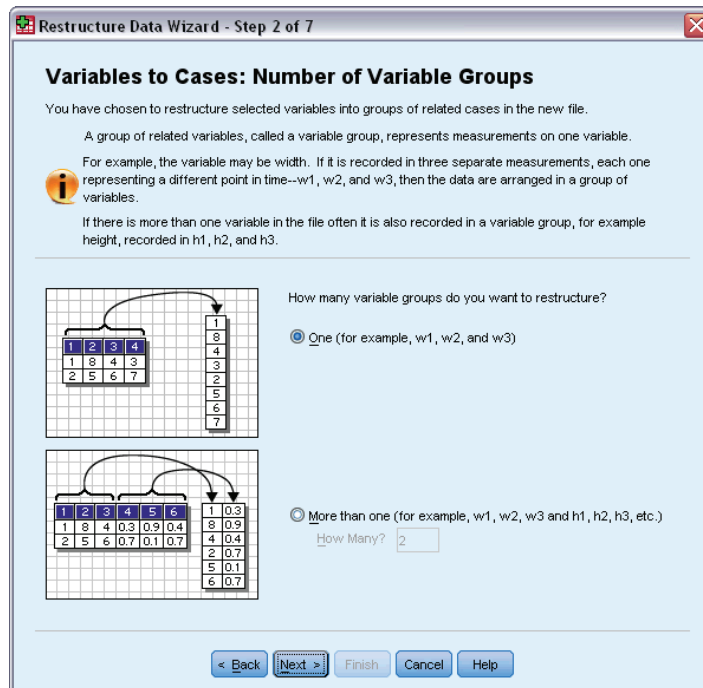 Restructure Data Wizard - Step 2 of 7
Variables to Cases: Number of Variable Groups
You have chosen to restructure selected variables into groups of related cases in the new file.
A group of related variables, called a variable group, represents measurements on one variable.
For example, the variable may be width.  If it is recorded in three separate measurements, each one
representing a different point in time--w1, w2, and w3, then the data are arranged in a group of
variables.
If there is more than one variable in the file often it is also recorded in a variable group, for example
height, recorded in h1, h2, and h3.
How many variable groups do you want to restructure?
1 2 3 4
1 8 4 3
2 5 6 7
1
8
4
3
2
5
6
7
One (for example, w1, w2, and w3)
1 2 3 4 5 6
1 8 4 0.3 0.9 0.4
2 5 6 0.7 0.1 0.7
1 0.3
8 0.9
4 0.4
2 0.7
5 0.1
6 0.7
More than one (for example, w1, w2, w3 and h1, h2, h3, etc.)
How Many? 2
< Back Next > Finish Cancel Help